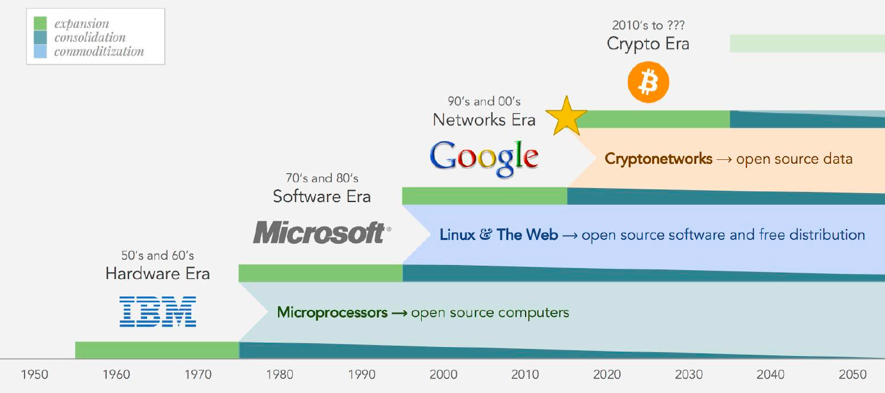 expansion
consolidation
commoditization
2010's to ???
Crypto Era
₿
90's and 00's
Networks Era
Google
Cryptonetworks → open source data
70's and 80's
Software Era
Microsoft®
Linux & The Web → open source software and free distribution
50's and 60's
Hardware Era
IBM
Microprocessors → open source computers
1950 1960 1970 1980 1990 2000 2010 2020 2030 2040 2050